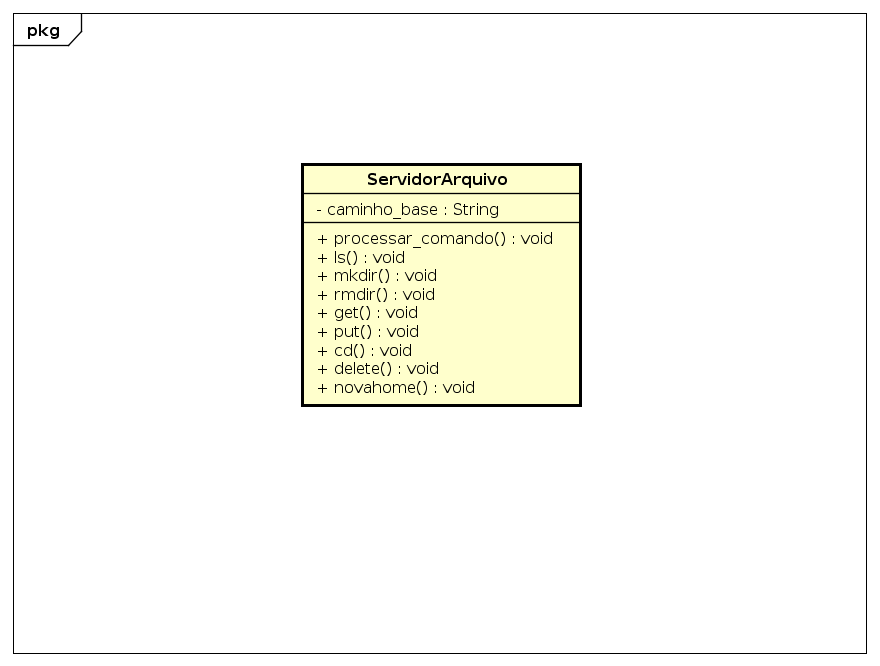 pkg
ServidorArquivo
- caminho_base : String
+ processar_comando() : void
+ ls() : void
+ mkdir() : void
+ rmdir() : void
+ get() : void
+ put() : void
+ cd() : void
+ delete() : void
+ novahome() : void